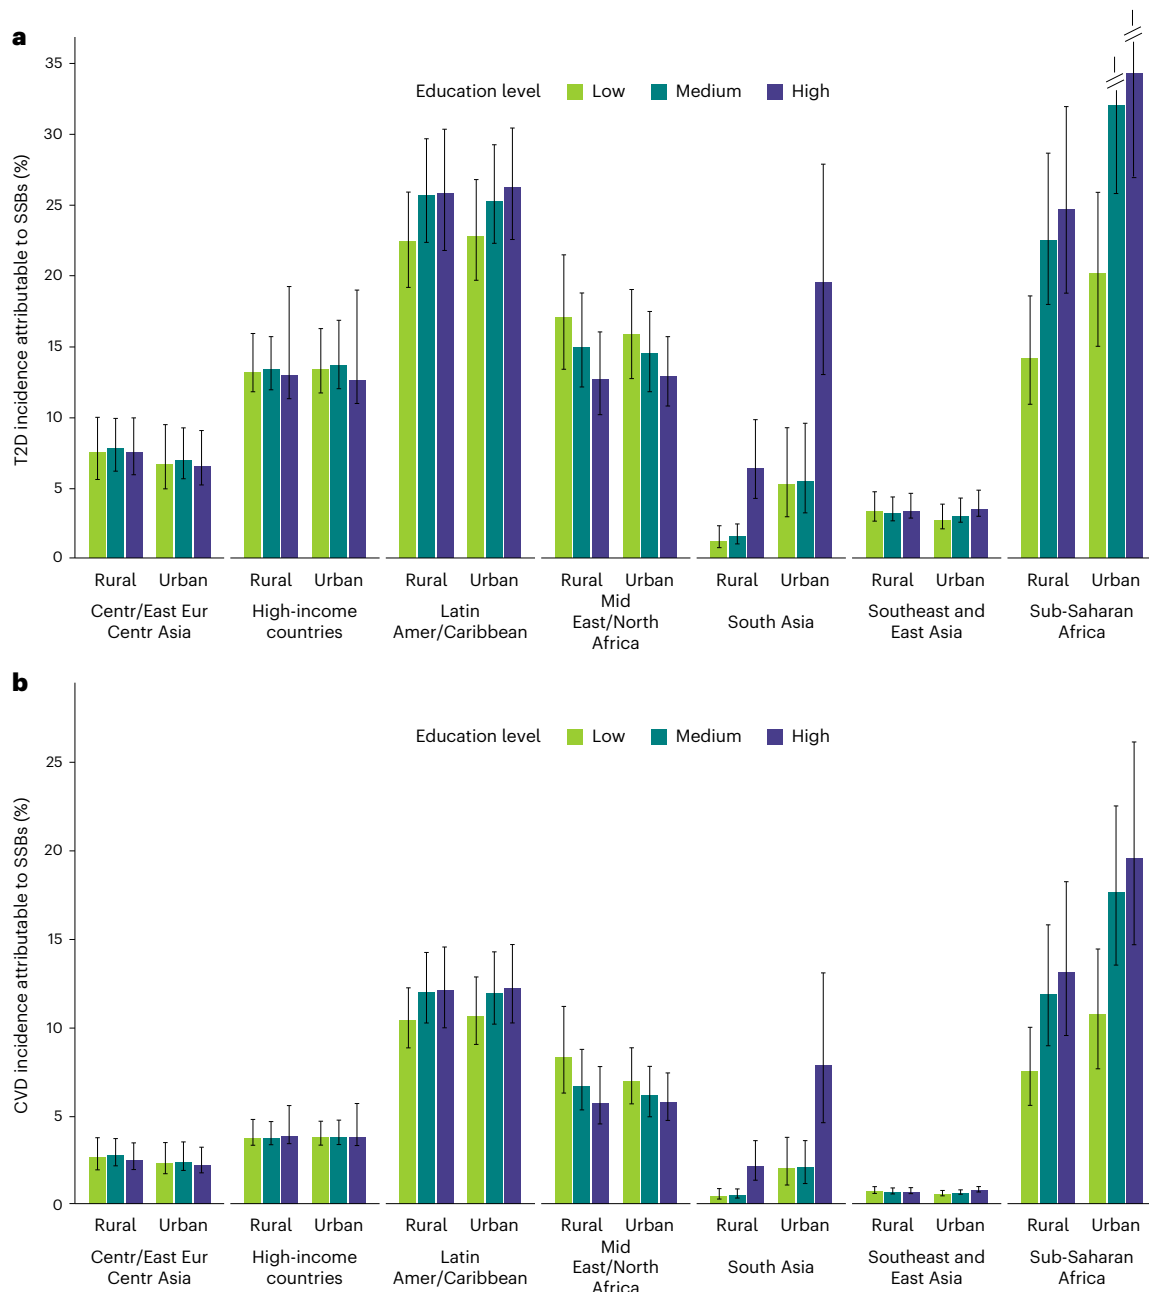 a
T2D incidence attributable to SSBs (%)
35
30
25
20
15
10
5
0
Education level Low Medium High
Rural Urban Rural Urban Rural Urban Rural Urban Rural Urban Rural Urban Rural Urban
Centr/East Eur
Centr Asia
High-income
countries
Latin
Amer/Caribbean
Mid
East/North
Africa
South Asia
Southeast and
East Asia
Sub-Saharan
Africa
b
CVD incidence attributable to SSBs (%)
25
20
15
10
5
0
Education level Low Medium High
Rural Urban Rural Urban Rural Urban Rural Urban Rural Urban Rural Urban Rural Urban
Centr/East Eur
Centr Asia
High-income
countries
Latin
Amer/Caribbean
Mid
East/North
Africa
South Asia
Southeast and
East Asia
Sub-Saharan
Africa